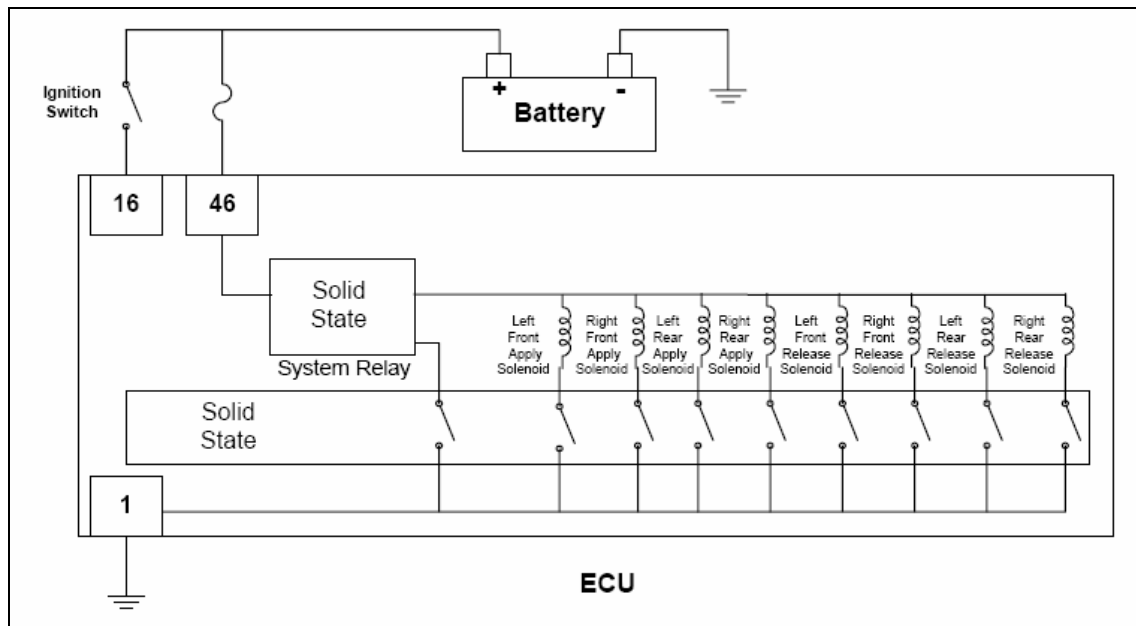 Ignition
Switch
+
-
Battery
16
46
Solid
State
System Relay
Left
Front
Apply
Solenoid
Right
Front
Apply
Solenoid
Left
Rear
Apply
Solenoid
Right
Rear
Apply
Solenoid
Left
Front
Release
Solenoid
Right
Front
Release
Solenoid
Left
Rear
Release
Solenoid
Right
Rear
Release
Solenoid
Solid
State
1
ECU